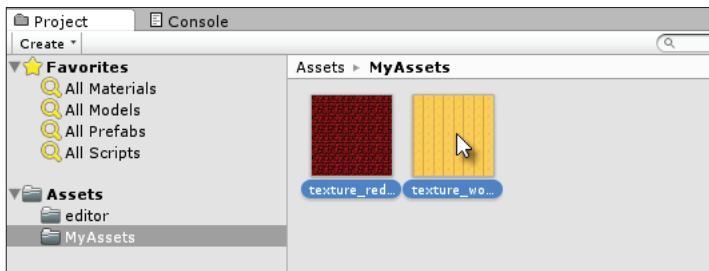 Project Console
Create
Favorites
All Materials
All Models
All Prefabs
All Scripts
Assets
editor
MyAssets
Assets ▸ MyAssets
texture_red... texture_wo...